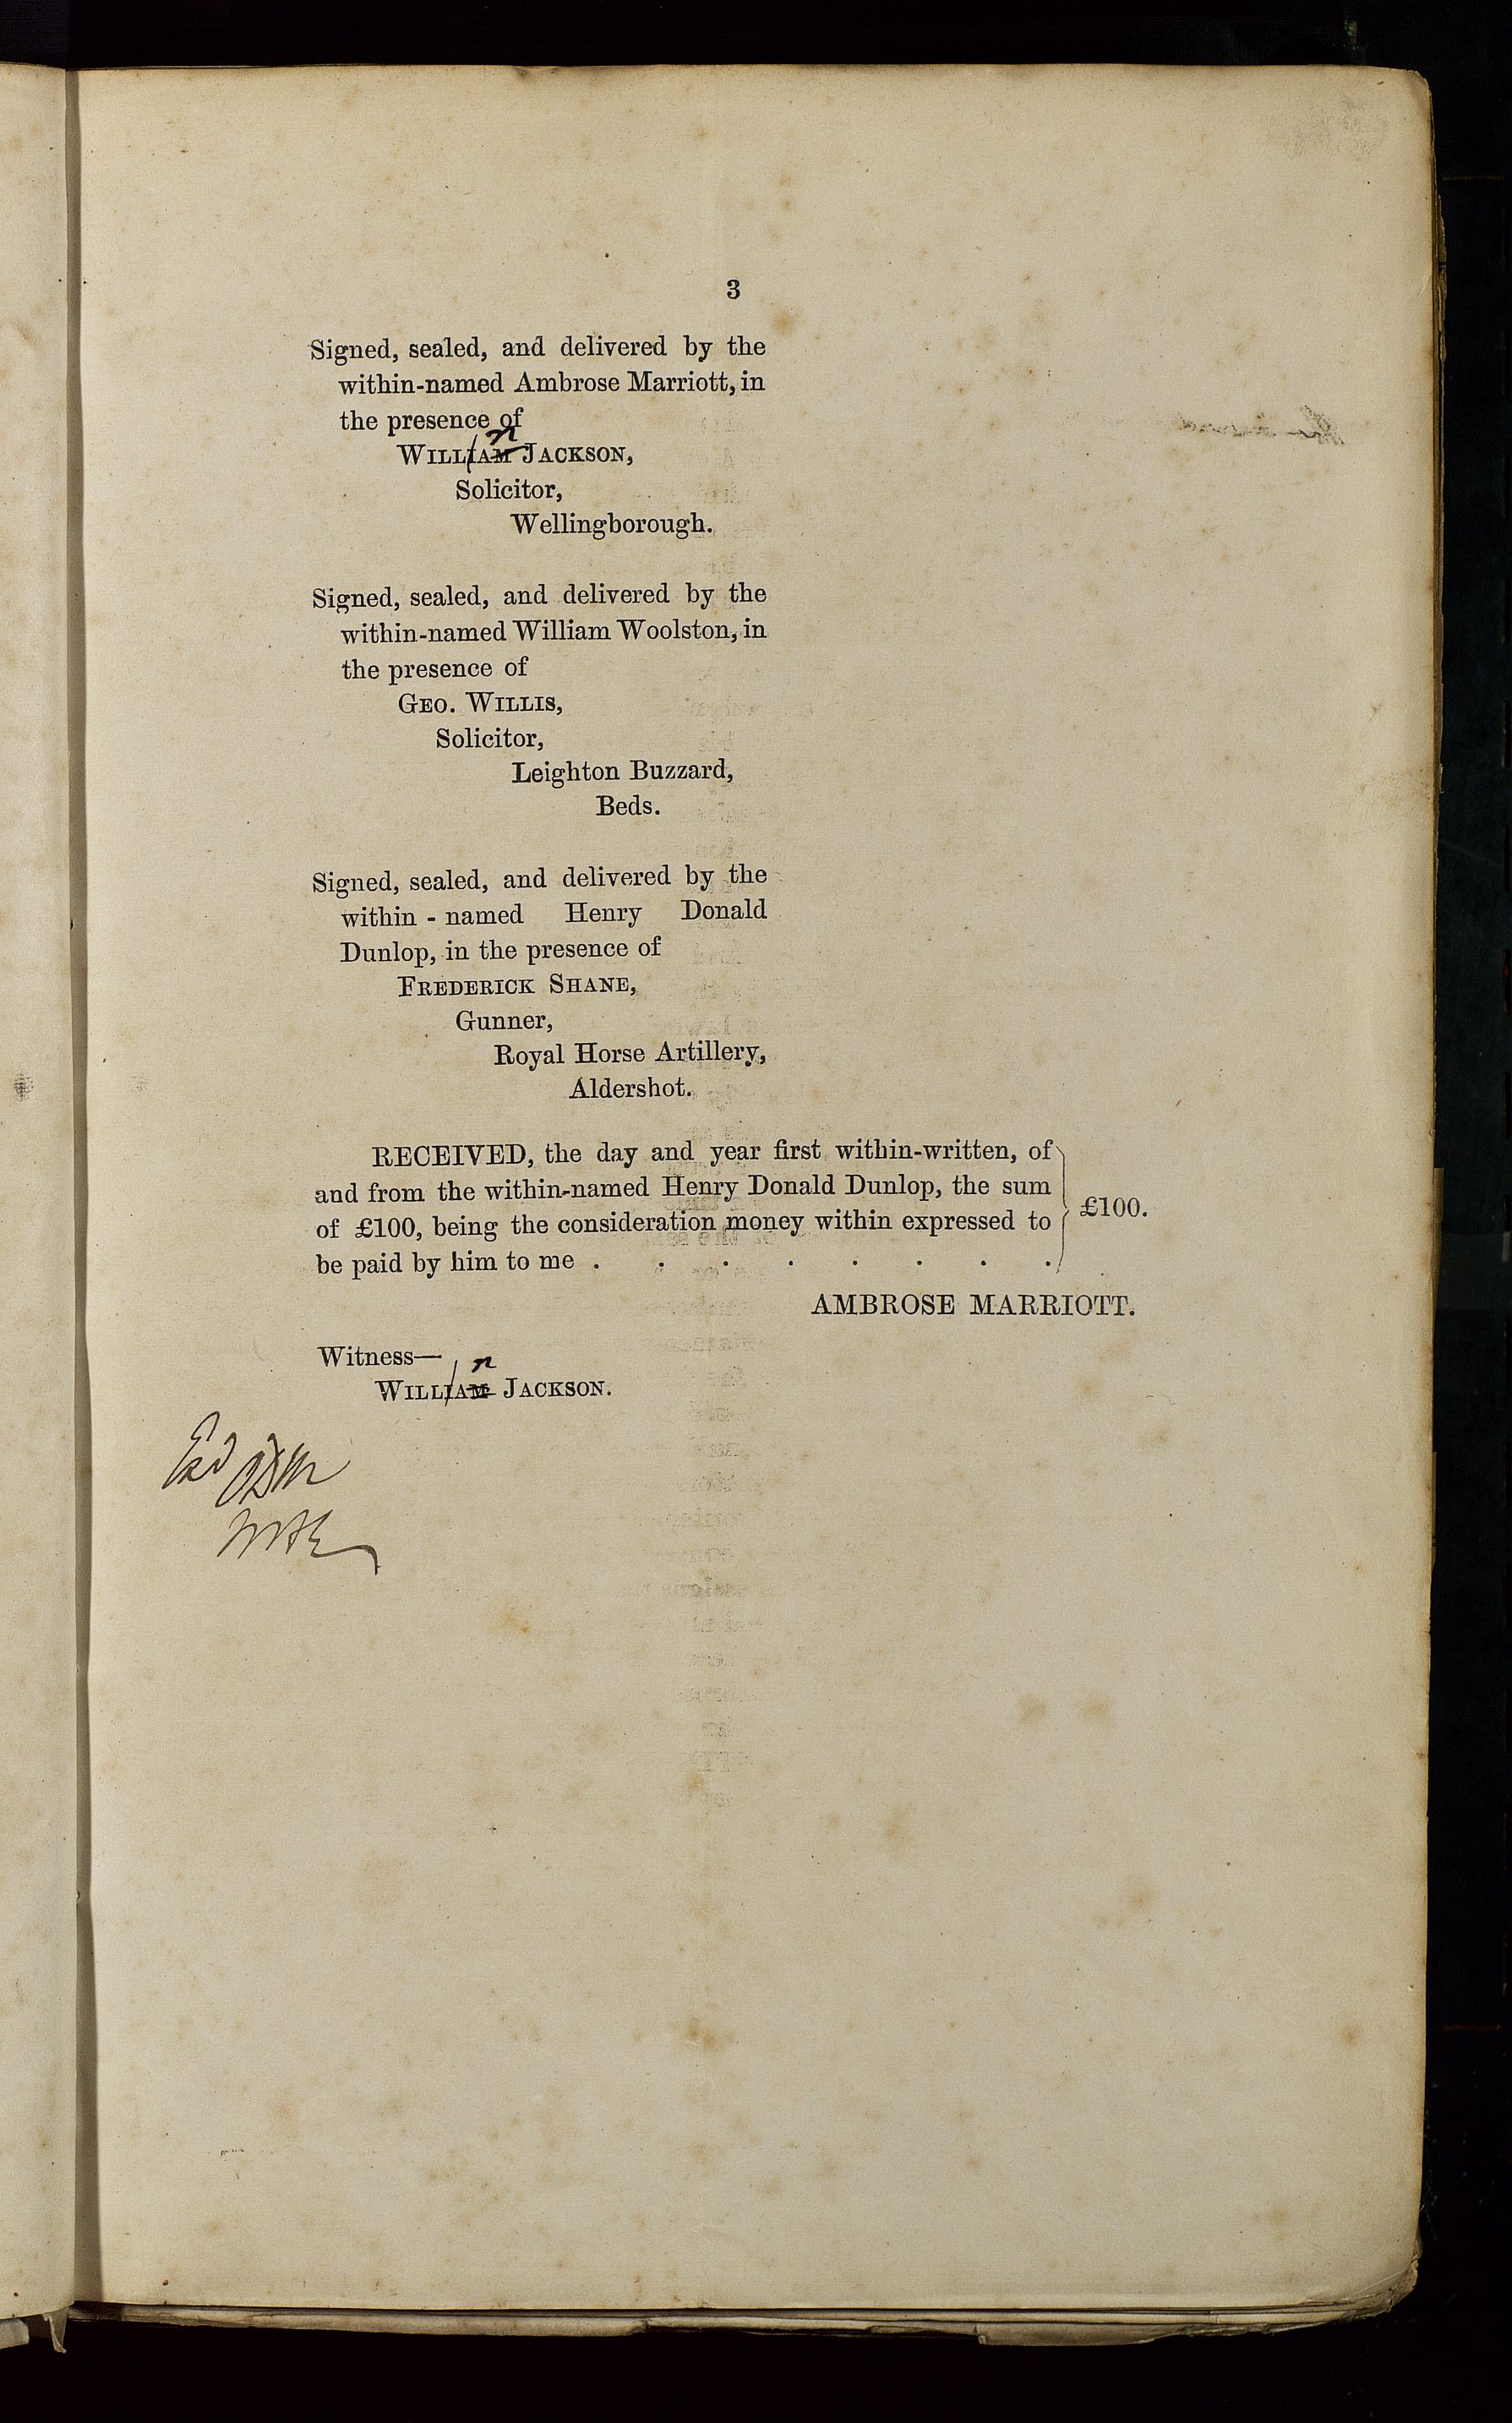 3
Signed, sealed, and delivered by the
within-named Ambrose Marriott, in
the presence of
n
WILLIAM JACKSON,
Solicitor,
Wellingborough.
Signed, sealed, and delivered by the
within-named William Woolston, in
the presence of
GEO. WILLIS,
Solicitor,
Leighton Buzzard,
Beds.
Signed, sealed, and delivered by the
within-named Henry Donald
Dunlop, in the presence of
FREDERICK SHANE,
Gunner,
Royal Horse Artillery,
Aldershot.
RECEIVED, the day and year first within-written, of
and from the within-named Henry Donald Dunlop, the sum
of £100, being the consideration money within expressed to
be paid by him to me . . . . . . . .
£100.
AMBROSE MARRIOTT.
Witness—
n
WILLIAM JACKSON.